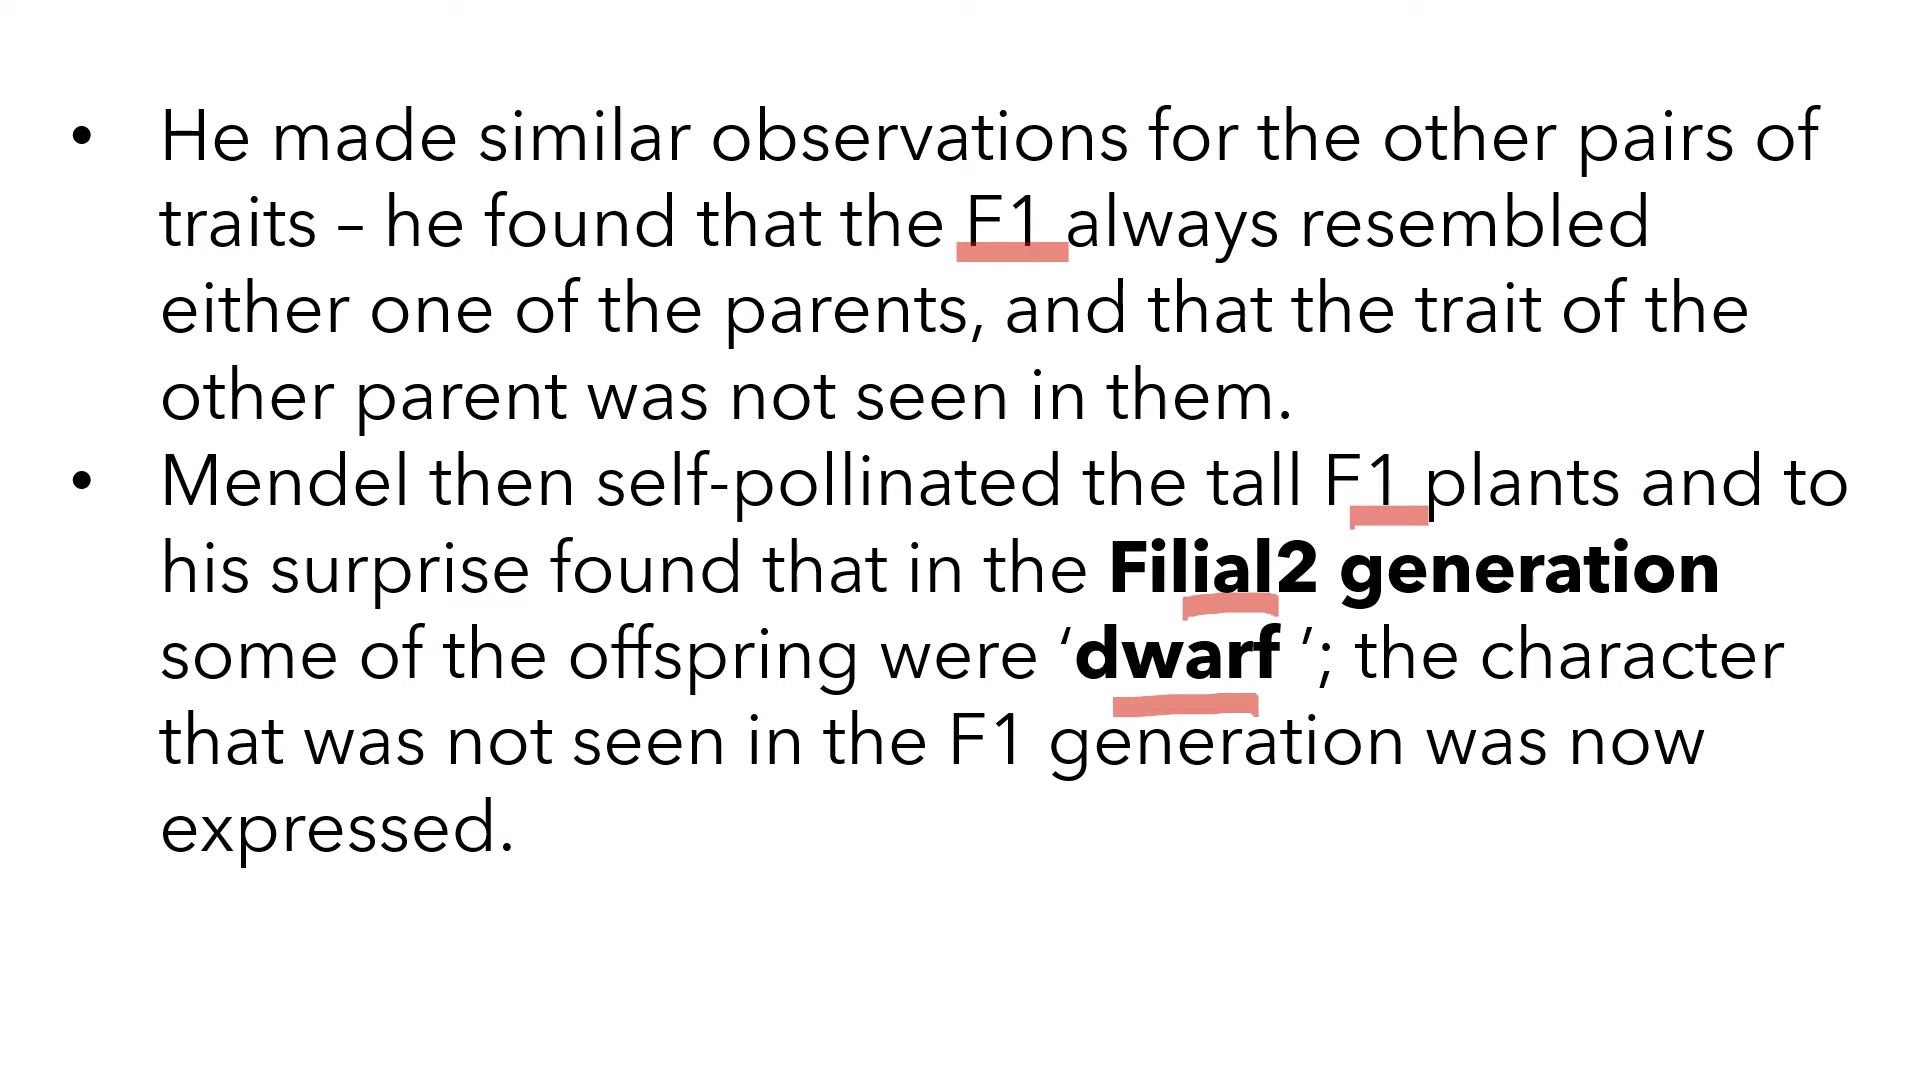 • He made similar observations for the other pairs of
traits – he found that the F1 always resembled
either one of the parents, and that the trait of the
other parent was not seen in them.
• Mendel then self-pollinated the tall F1 plants and to
his surprise found that in the Filial2 generation
some of the offspring were ‘dwarf ’; the character
that was not seen in the F1 generation was now
expressed.